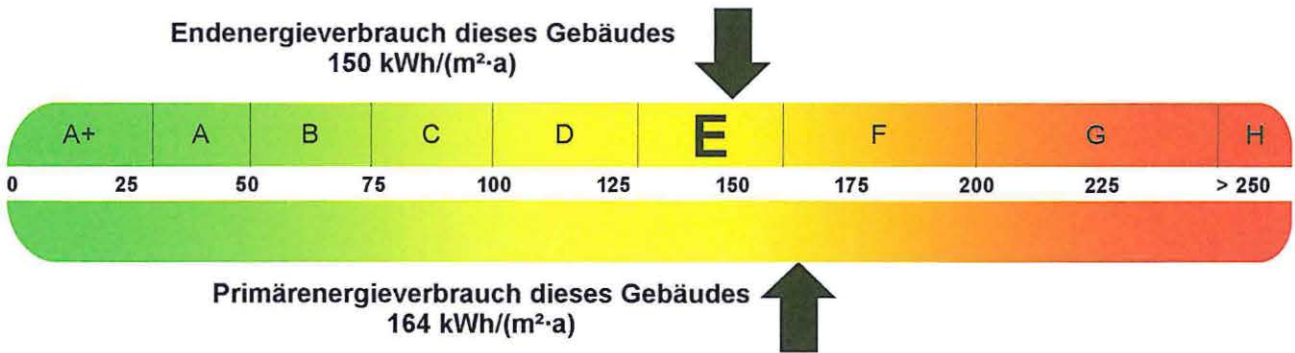 Endenergieverbrauch dieses Gebäudes
150 kWh/(m²·a)
A+ A B C D E F G H
0 25 50 75 100 125 150 175 200 225 > 250
Primärenergieverbrauch dieses Gebäudes
164 kWh/(m²·a)